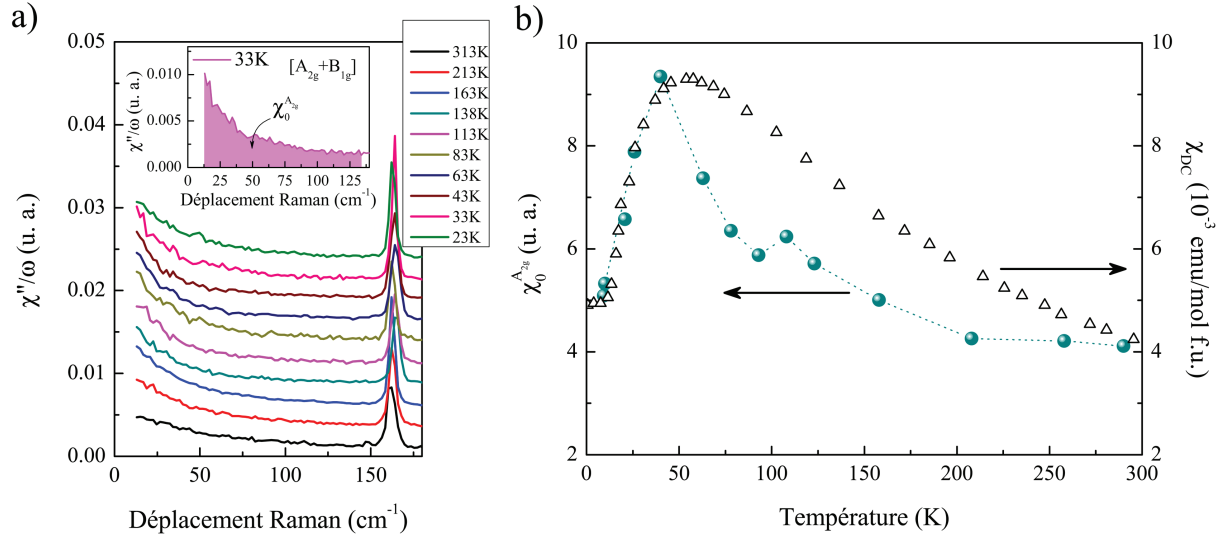 a)
χ''/ω (u. a.)
0.05
0.04
0.03
0.02
0.01
0.00
0
50
100
150
Déplacement Raman (cm⁻¹)
33K
[A₂g+B₁g]
χ₀^A₂g
χ''/ω (u. a.)
0.010
0.005
0.000
0
25
50
75
100
125
Déplacement Raman (cm⁻¹)
313K
213K
163K
138K
113K
83K
63K
43K
33K
23K
b)
χ₀^A₂g (u. a.)
10
8
6
4
2
0
50
100
150
200
250
300
Température (K)
10
8
6
4
2
χ_DC (10⁻³ emu/mol f.u.)